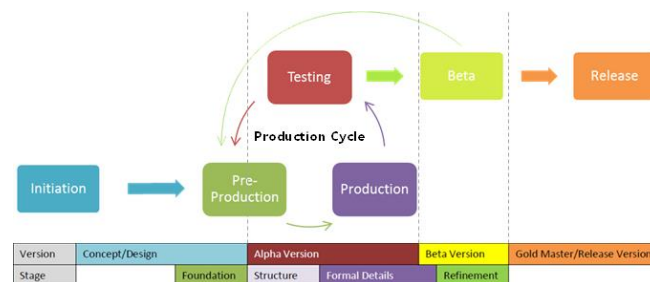 Testing
Beta
Release
Production Cycle
Initiation
Pre-
Production
Production
Version Concept/Design Alpha Version Beta Version Gold Master/Release Version
Stage Foundation Structure Formal Details Refinement